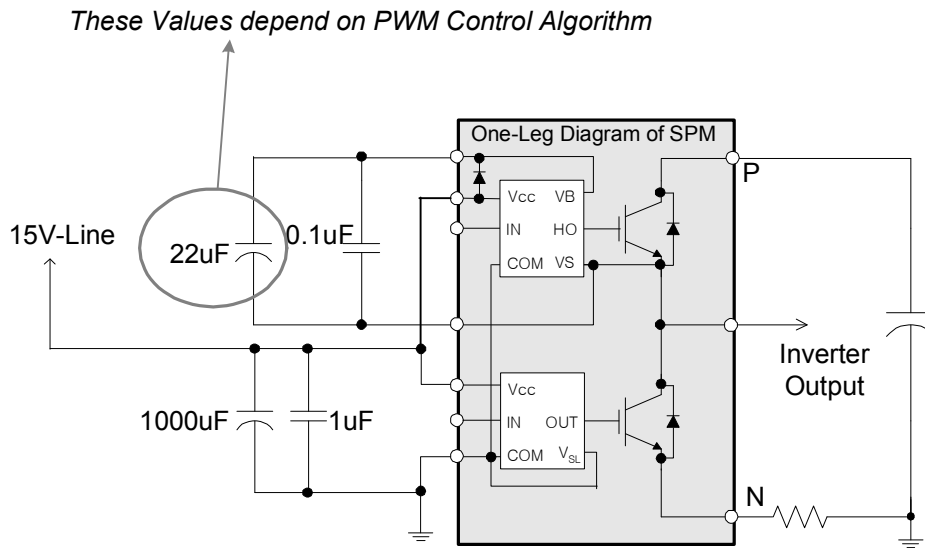 These Values depend on PWM Control Algorithm
One-Leg Diagram of SPM
P
Vcc
VB
15V-Line
22uF
0.1uF
IN
HO
COM
VS
Inverter
Output
Vcc
1000uF
1uF
IN
OUT
COM
VSL
N